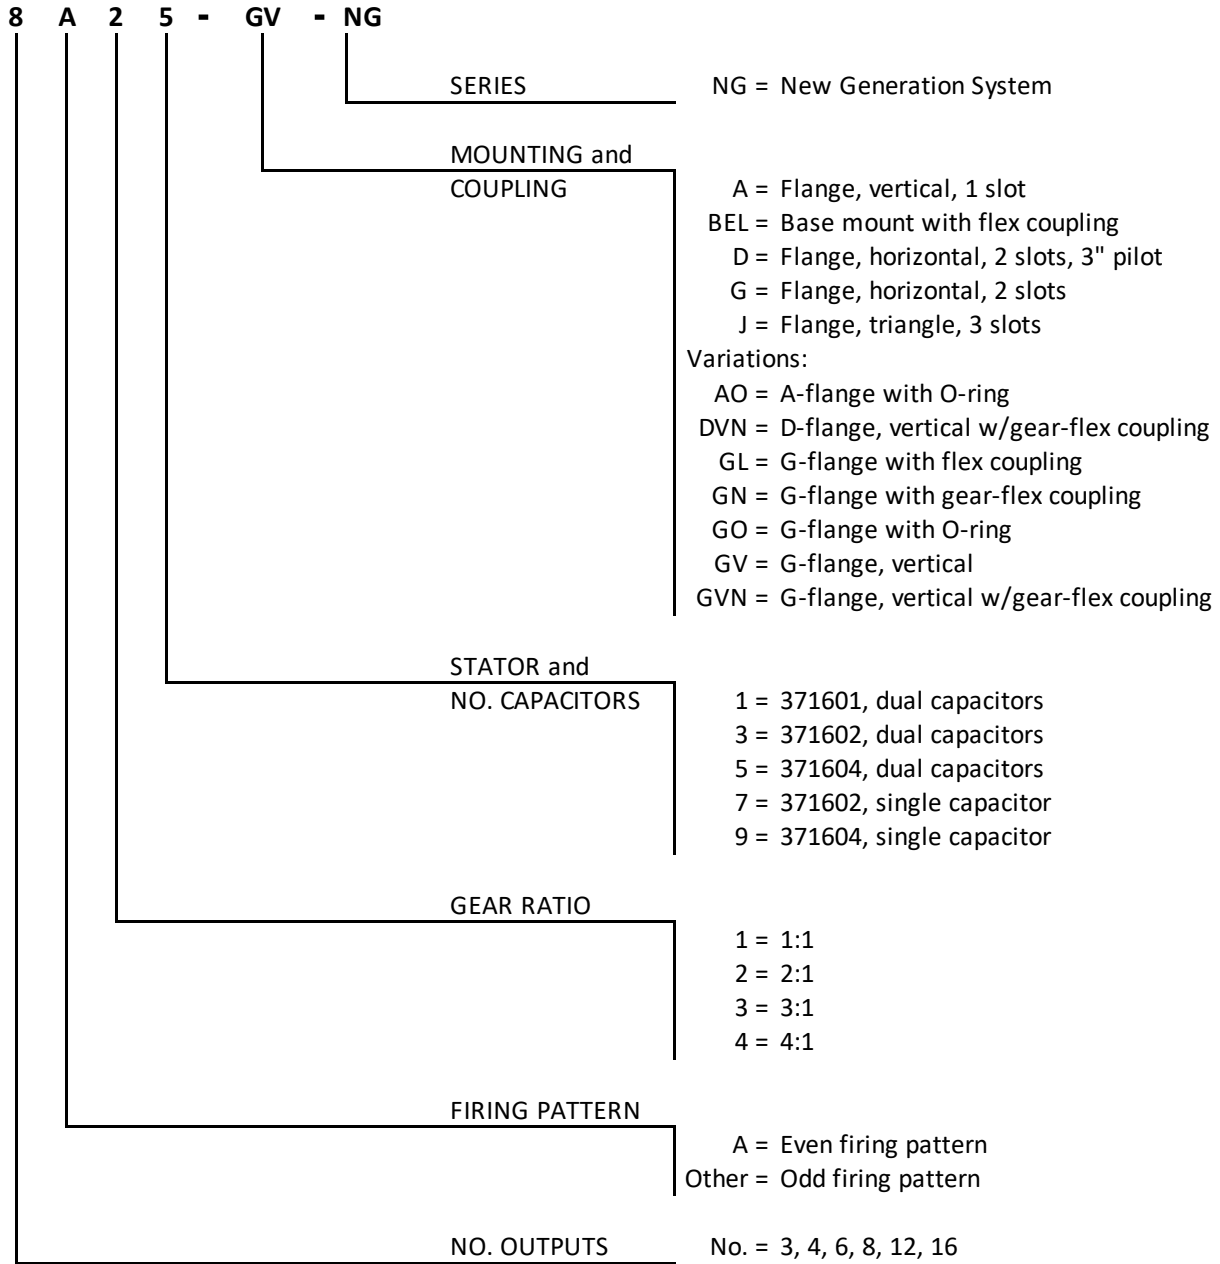 8 A 2 5 - GV - NG
SERIES NG = New Generation System
MOUNTING and
COUPLING A = Flange, vertical, 1 slot
BEL = Base mount with flex coupling
D = Flange, horizontal, 2 slots, 3" pilot
G = Flange, horizontal, 2 slots
J = Flange, triangle, 3 slots
Variations:
AO = A-flange with O-ring
DVN = D-flange, vertical w/gear-flex coupling
GL = G-flange with flex coupling
GN = G-flange with gear-flex coupling
GO = G-flange with O-ring
GV = G-flange, vertical
GVN = G-flange, vertical w/gear-flex coupling
STATOR and
NO. CAPACITORS 1 = 371601, dual capacitors
3 = 371602, dual capacitors
5 = 371604, dual capacitors
7 = 371602, single capacitor
9 = 371604, single capacitor
GEAR RATIO
1 = 1:1
2 = 2:1
3 = 3:1
4 = 4:1
FIRING PATTERN
A = Even firing pattern
Other = Odd firing pattern
NO. OUTPUTS No. = 3, 4, 6, 8, 12, 16